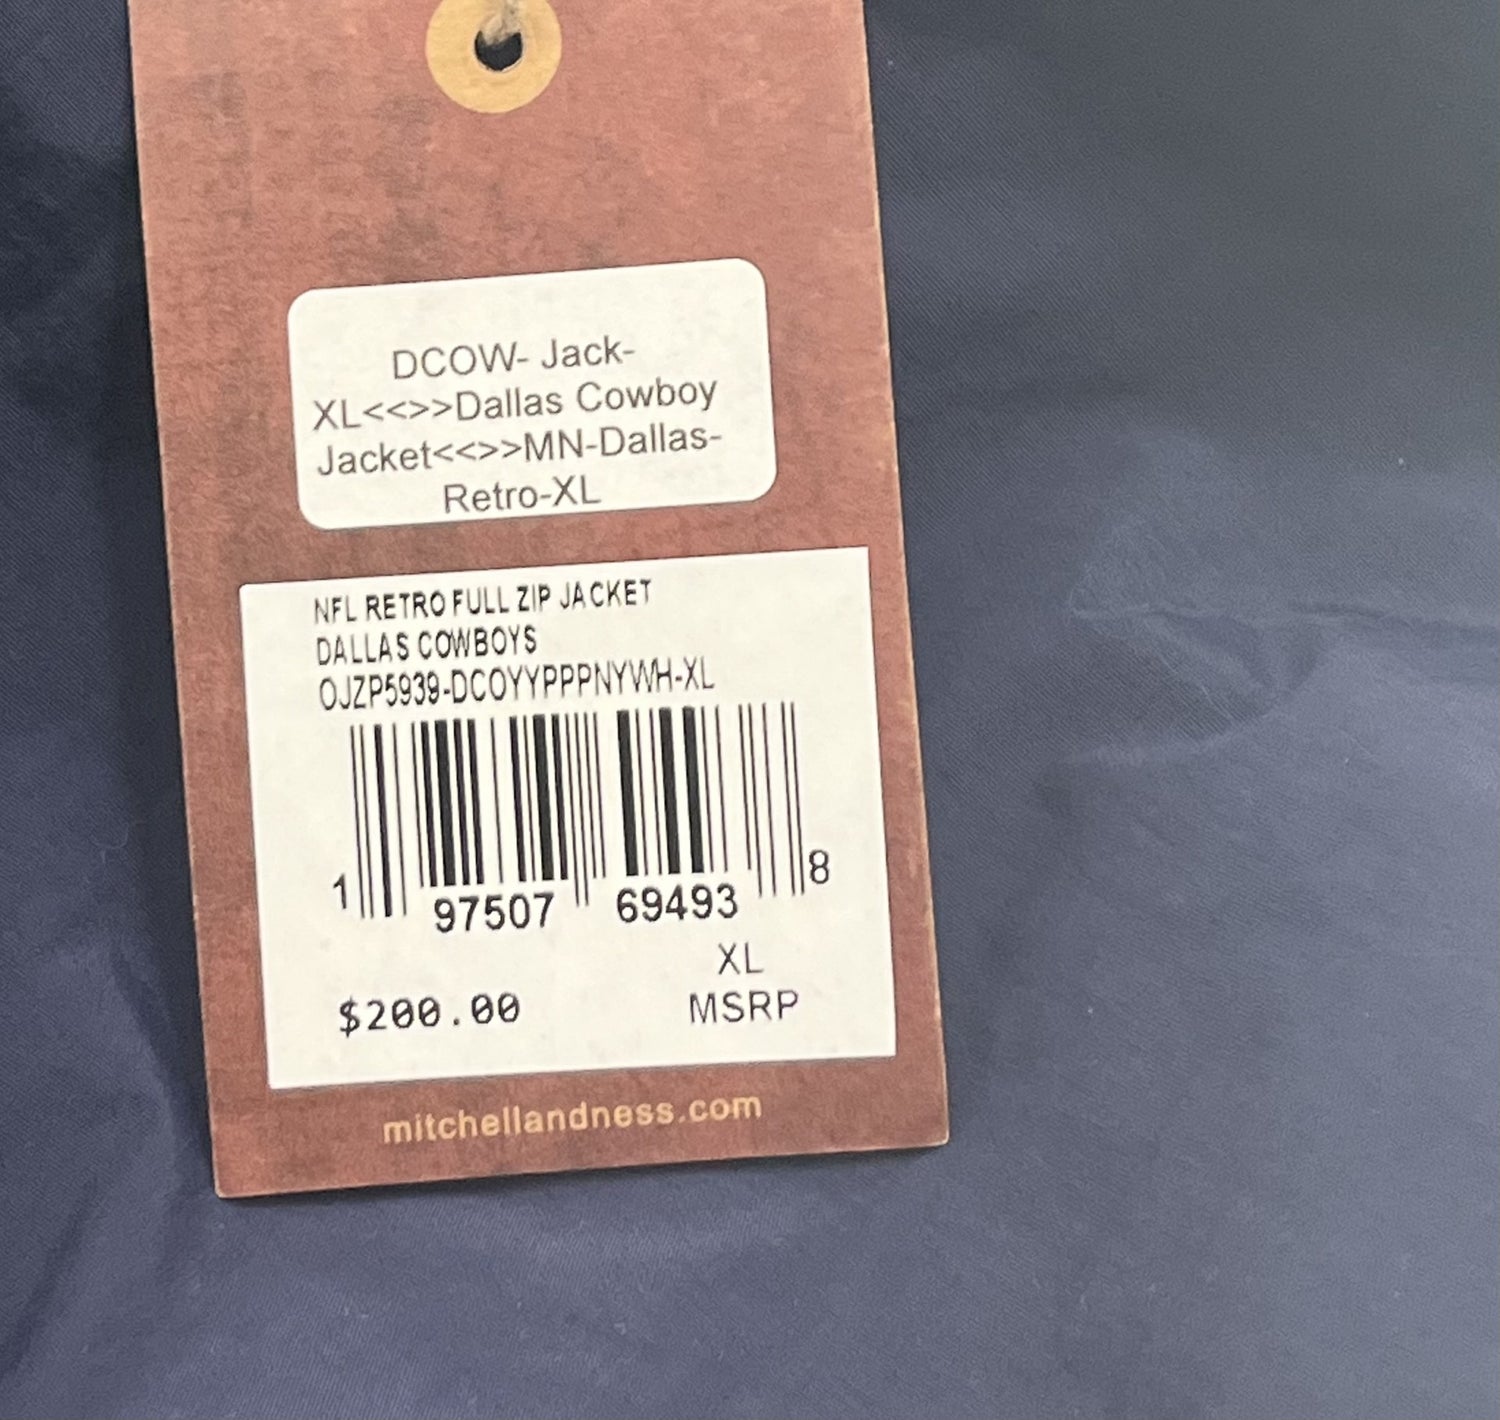 DCOW- Jack-
XL<<>>Dallas Cowboy
Jacket<<>>MN-Dallas-
Retro-XL
NFL RETRO FULL ZIP JACKET
DALLAS COWBOYS
OJZP5939-DCOYYPPPNYWH-XL
1 97507 69493 8
XL
$200.00 MSRP
mitchellandness.com